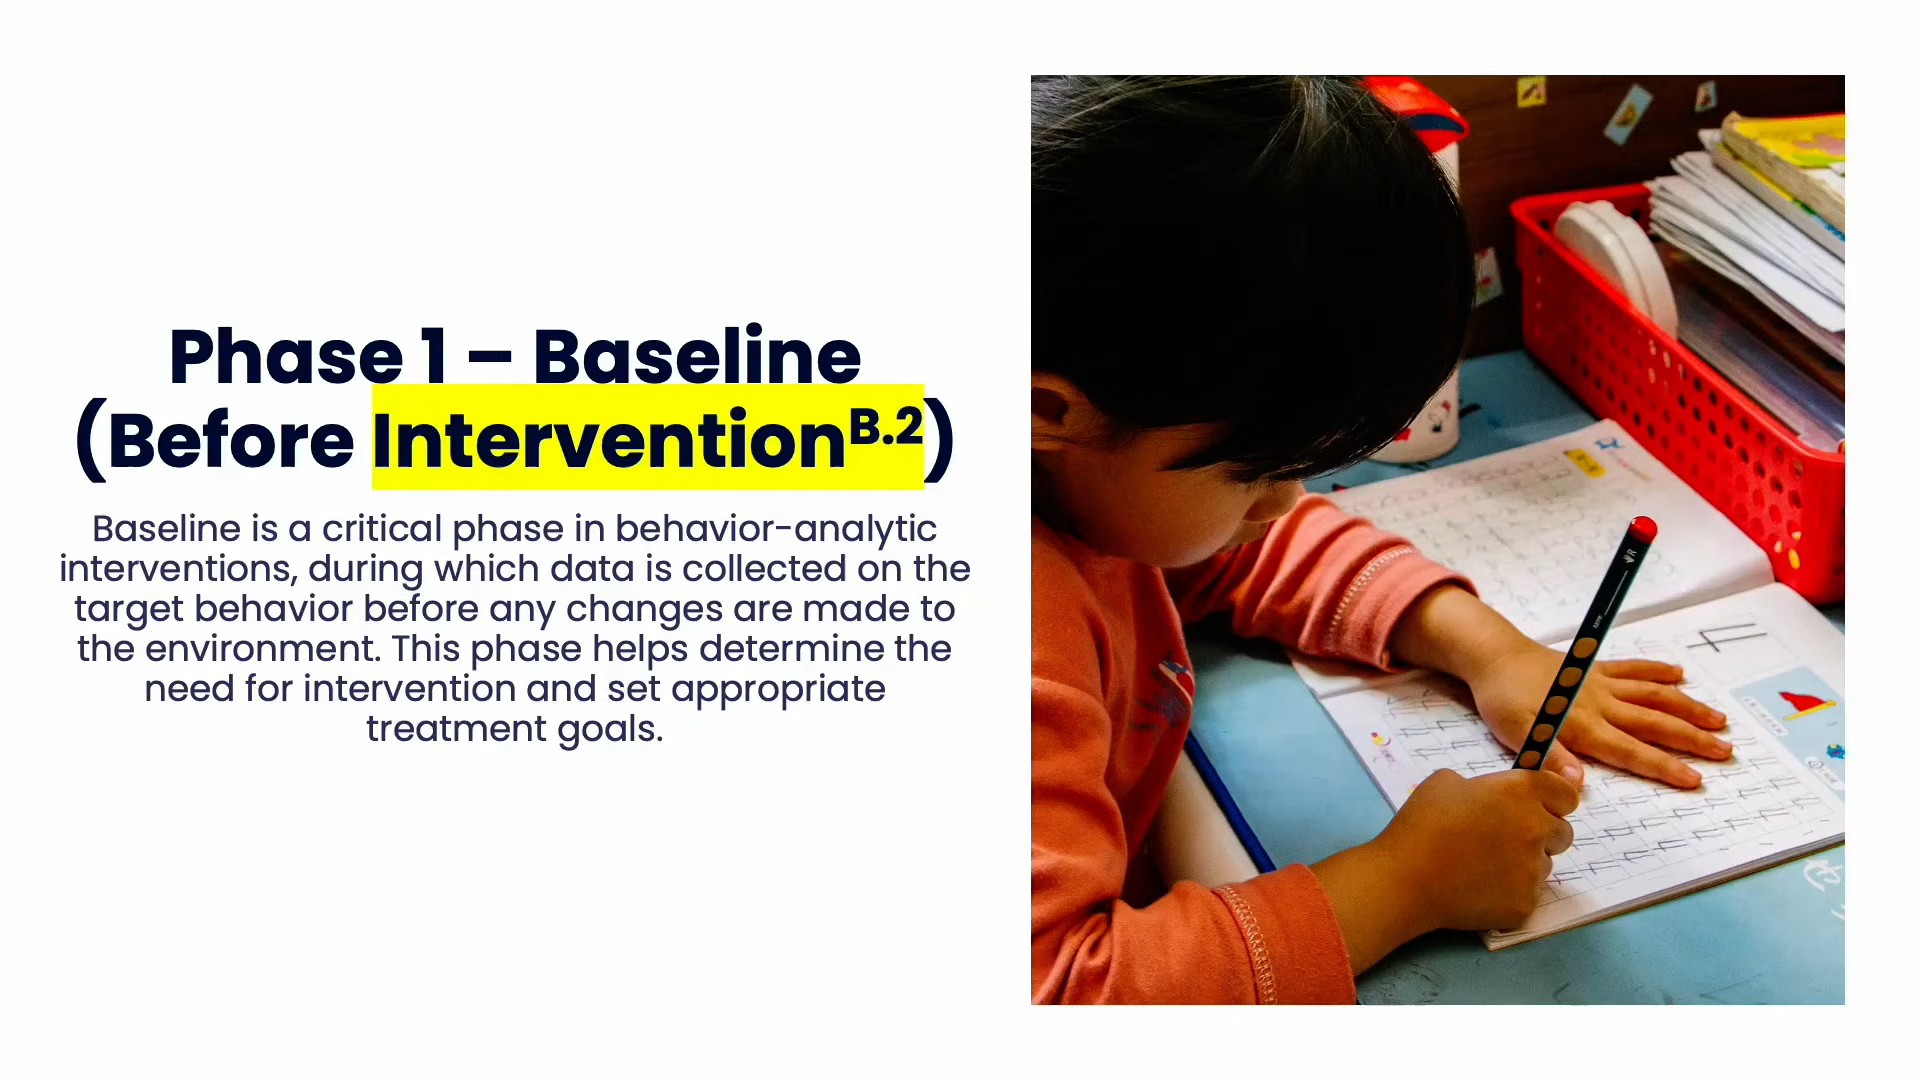 Phase 1 – Baseline
(Before Intervention^B.2)
Baseline is a critical phase in behavior-analytic
interventions, during which data is collected on the
target behavior before any changes are made to
the environment. This phase helps determine the
need for intervention and set appropriate
treatment goals.
4